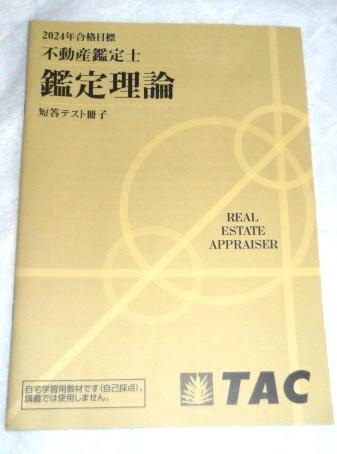 2024年合格目標
不動産鑑定士
鑑定理論
短答テスト冊子
REAL
ESTATE
APPRAISER
自宅学習用教材です(自己採点)。
講義では使用しません。
TAC